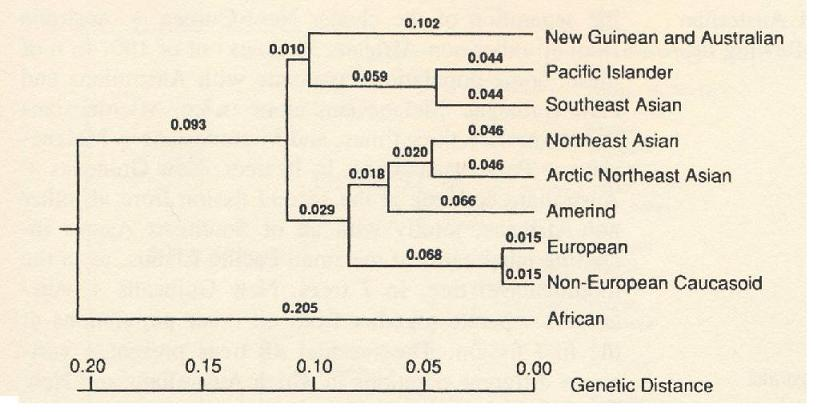 0.102
New Guinean and Australian
0.010
0.044
Pacific Islander
0.059
0.044
Southeast Asian
0.093
0.046
Northeast Asian
0.020
0.046
Arctic Northeast Asian
0.018
0.066
Amerind
0.029
0.015
European
0.068
0.015
Non-European Caucasoid
0.205
African
0.20 0.15 0.10 0.05 0.00
Genetic Distance